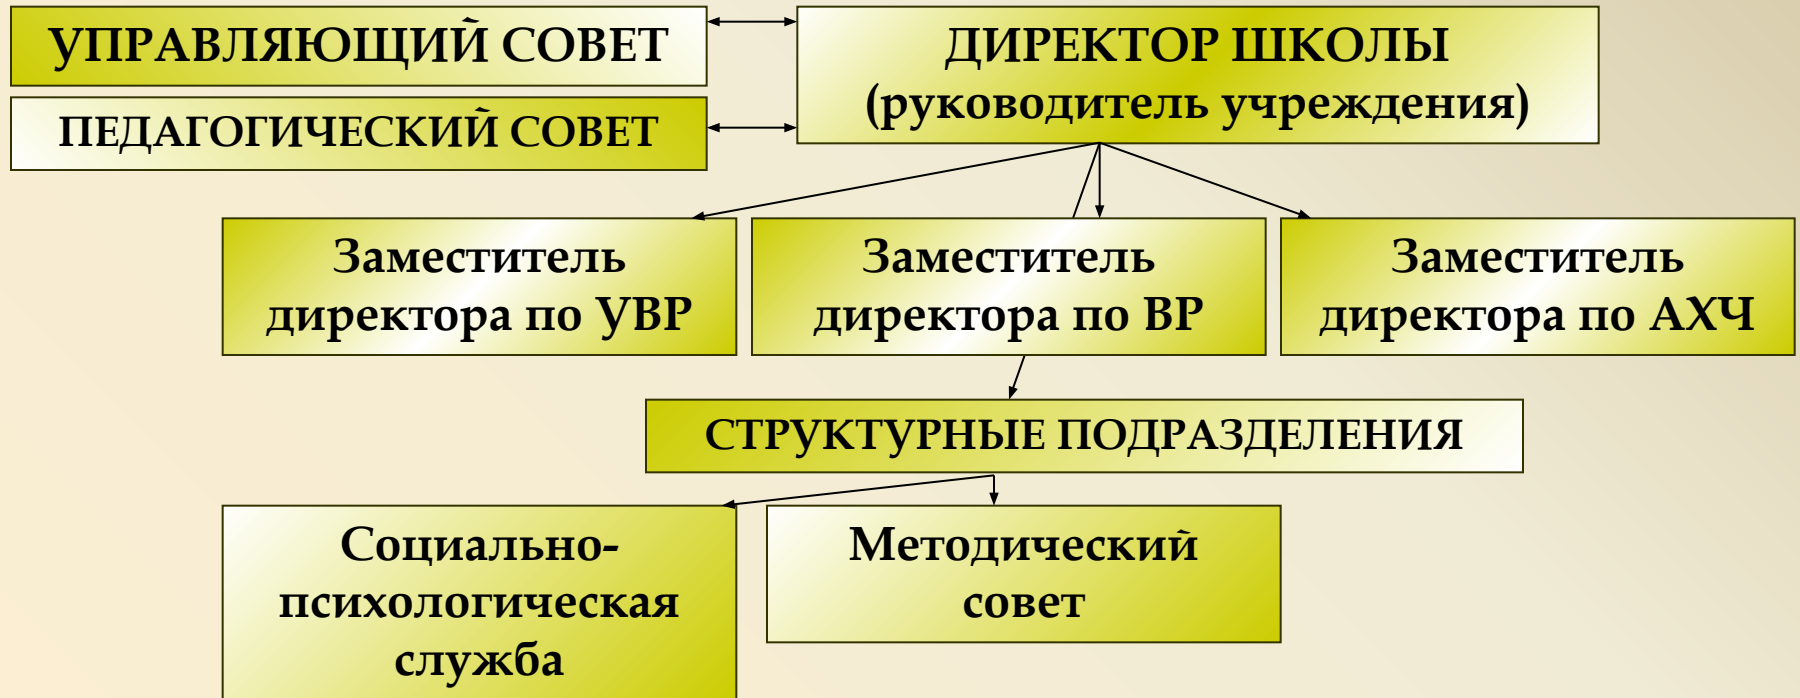 УПРАВЛЯЮЩИЙ СОВЕТ
ПЕДАГОГИЧЕСКИЙ СОВЕТ
ДИРЕКТОР ШКОЛЫ
(руководитель учреждения)
Заместитель
директора по УВР
Заместитель
директора по ВР
Заместитель
директора по АХЧ
СТРУКТУРНЫЕ ПОДРАЗДЕЛЕНИЯ
Социально-
психологическая
служба
Методический
совет